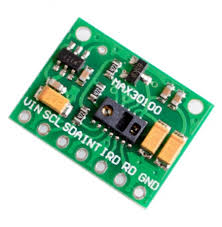 MAX30100
VIN SCL SDA INT IRD RD GND